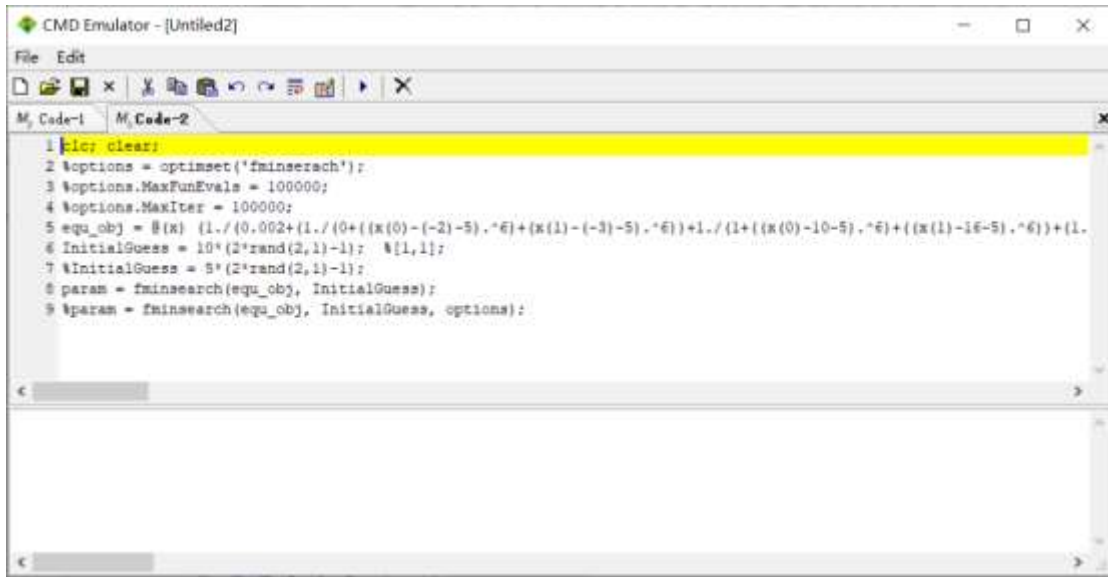 CMD Emulator - [Untiled2]
File Edit
M, Code-1 M, Code-2
1 clc; clear;
2 %options = optimset('fminserach');
3 %options.MaxFunEvals = 100000;
4 %options.MaxIter = 100000;
5 equ_obj = @(x) (1./(0.002+(1./(0+((x(0)-(-2)-5).^6)+(x(1)-(-3)-5).^6))+1./(1+((x(0)-10-5).^6)+((x(1)-16-5).^6))+(1.
6 InitialGuess = 10*(2*rand(2,1)-1); %[1,1];
7 %InitialGuess = 5*(2*rand(2,1)-1);
8 param = fminsearch(equ_obj, InitialGuess);
9 %param = fminsearch(equ_obj, InitialGuess, options);